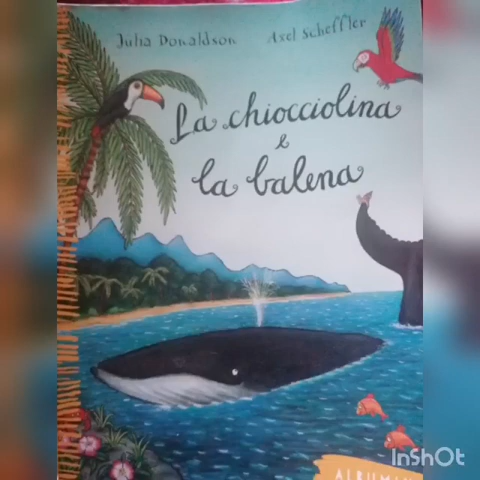 Julia Donaldson Axel Scheffler
La chiocciolina
e
la balena
InShOt